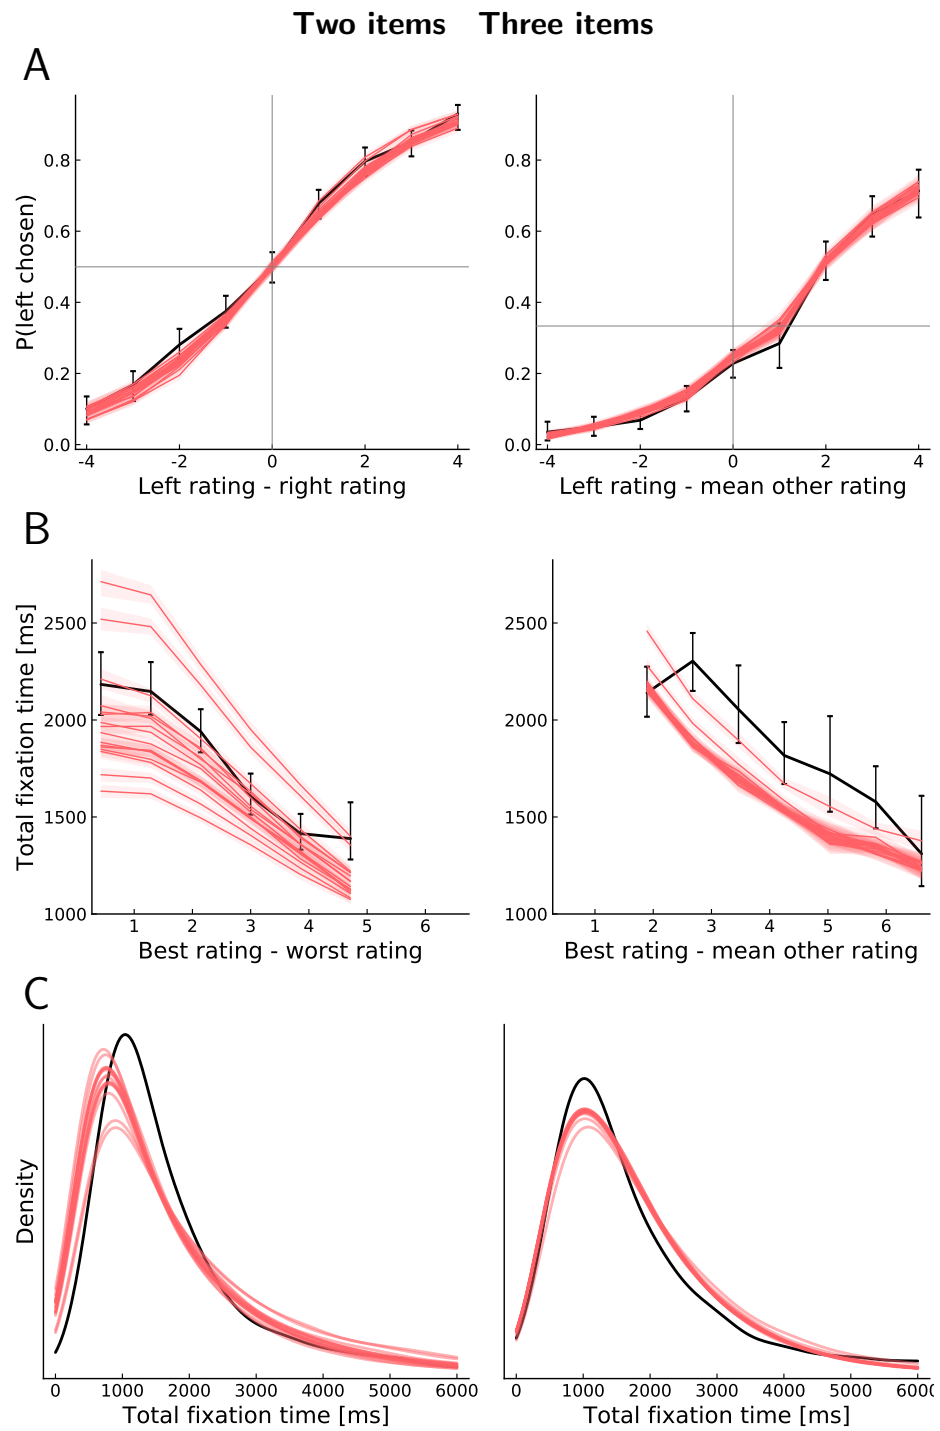 Two items Three items
A
P(left chosen)
0.8
0.6
0.4
0.2
0.0
-4 -2 0 2 4
Left rating - right rating
0.8
0.6
0.4
0.2
0.0
-4 -2 0 2 4
Left rating - mean other rating
B
Total fixation time [ms]
2500
2000
1500
1000
1 2 3 4 5 6
Best rating - worst rating
2500
2000
1500
1000
1 2 3 4 5 6
Best rating - mean other rating
C
Density
0 1000 2000 3000 4000 5000 6000
Total fixation time [ms]
0 1000 2000 3000 4000 5000 6000
Total fixation time [ms]